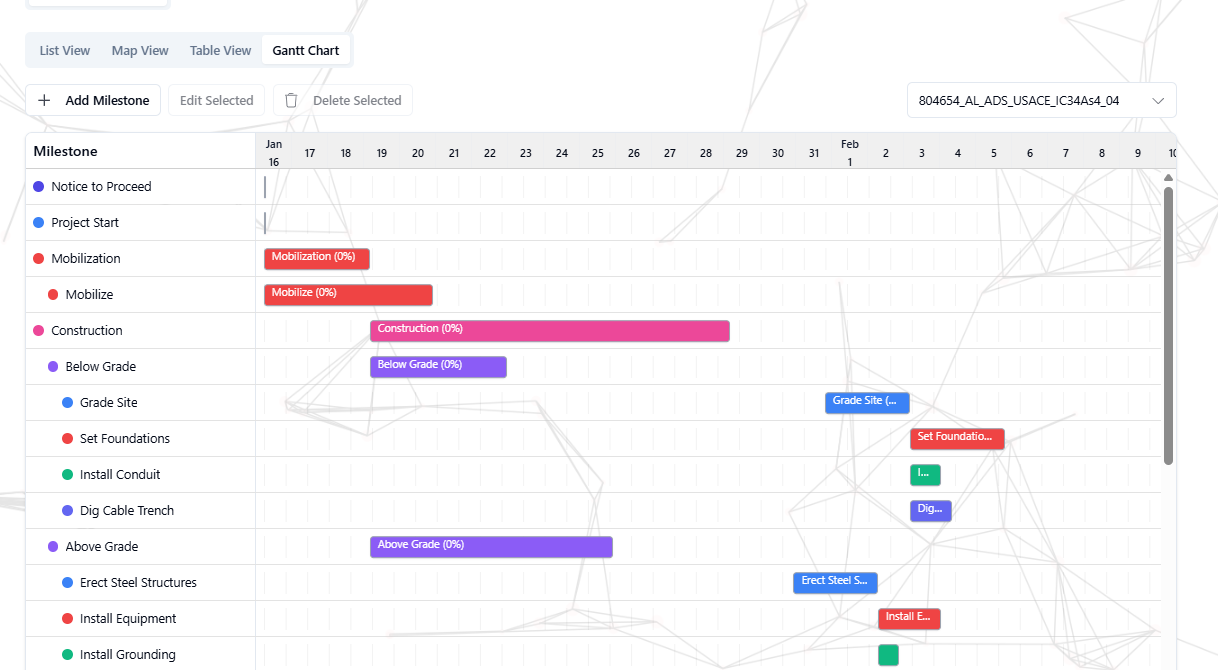 List View Map View Table View Gantt Chart
Add Milestone Edit Selected Delete Selected 804654_AL_ADS_USACE_IC34As4_04
Milestone Jan 16 17 18 19 20 21 22 23 24 25 26 27 28 29 30 31 Feb 1 2 3 4 5 6 7 8 9 10
Notice to Proceed
Project Start
Mobilization Mobilization (0%)
Mobilize Mobilize (0%)
Construction Construction (0%)
Below Grade Below Grade (0%)
Grade Site Grade Site (...
Set Foundations Set Foundatio...
Install Conduit I...
Dig Cable Trench Dig...
Above Grade Above Grade (0%)
Erect Steel Structures Erect Steel S...
Install Equipment Install E...
Install Grounding